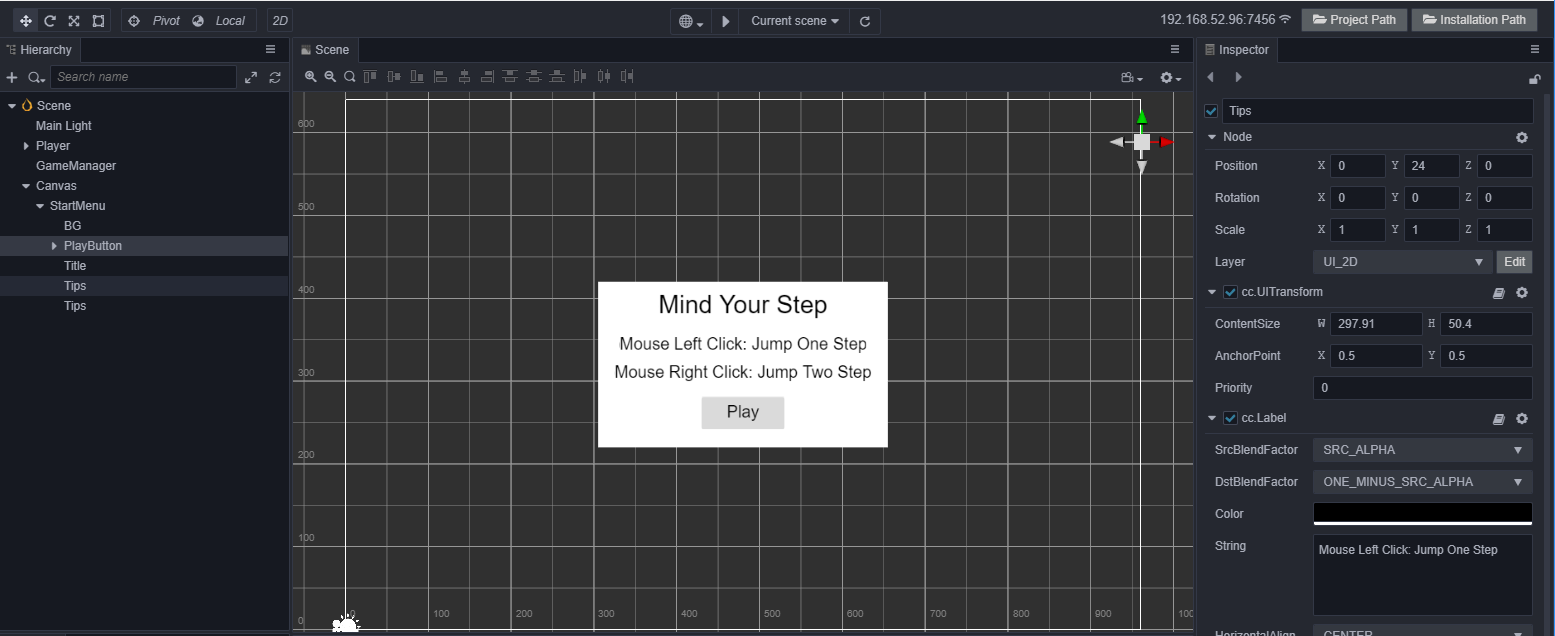 Pivot Local 2D Current scene 192.168.52.96:7456 Project Path Installation Path
Hierarchy Scene Inspector
Search name
Scene
Main Light
Player
GameManager
Canvas
StartMenu
BG
PlayButton
Title
Tips
Tips
600
500
400
300
200
100
0
0 100 200 300 400 500 600 700 800 900 100
Mind Your Step
Mouse Left Click: Jump One Step
Mouse Right Click: Jump Two Step
Play
Tips
Node
Position X 0 Y 24 Z 0
Rotation X 0 Y 0 Z 0
Scale X 1 Y 1 Z 1
Layer UI_2D Edit
cc.UITransform
ContentSize W 297.91 H 50.4
AnchorPoint X 0.5 Y 0.5
Priority 0
cc.Label
SrcBlendFactor SRC_ALPHA
DstBlendFactor ONE_MINUS_SRC_ALPHA
Color
String Mouse Left Click: Jump One Step
HorizontalAlign CENTER